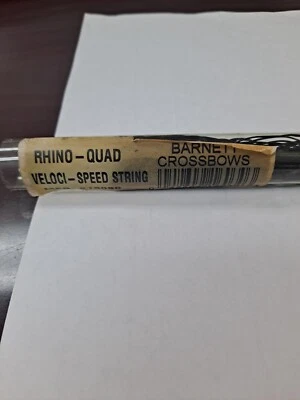 RHINO-QUAD
VELOCI-SPEED STRING
BARNETT
CROSSBOWS